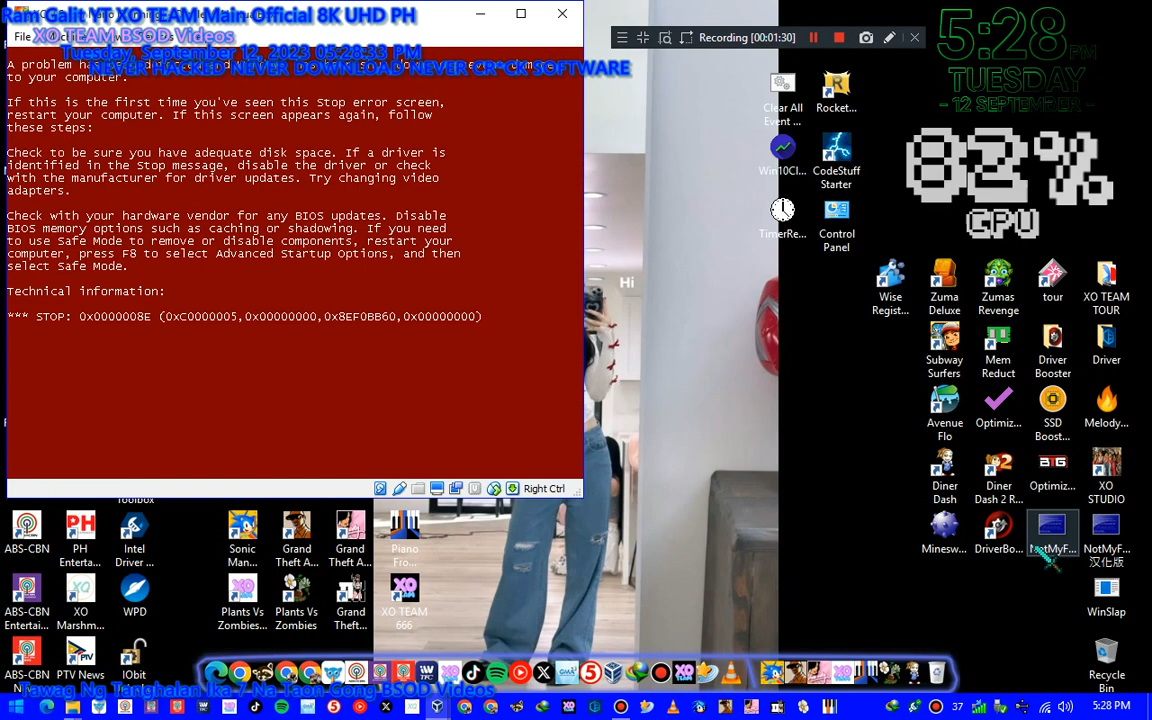 Ram Galit YT XO TEAM Main Official 8K UHD PH
File
XO TEAM BSOD Videos
Tuesday, September 12, 2023 05:28:33 PM
NEVER HACKED NEVER DOWNLOAD NEVER CR*CK SOFTWARE
A problem has
to your computer.
If this is the first time you've seen this Stop error screen,
restart your computer. If this screen appears again, follow
these steps:
Check to be sure you have adequate disk space. If a driver is
identified in the Stop message, disable the driver or check
with the manufacturer for driver updates. Try changing video
adapters.
Check with your hardware vendor for any BIOS updates. Disable
BIOS memory options such as caching or shadowing. If you need
to use Safe Mode to remove or disable components, restart your
computer, press F8 to select Advanced Startup Options, and then
select Safe Mode.
Technical information:
*** STOP: 0x0000008E (0xC0000005,0x00000000,0x8EF0BB60,0x00000000)
Right Ctrl
Recording [00:01:30]
5:28 PM
TUESDAY
- 12 SEPTEMBER -
82%
CPU
Hi
Clear All Event ...
Rocket...
Win10Cl...
CodeStuff Starter
TimerRe...
Control Panel
Wise Regist...
Zuma Deluxe
Zumas Revenge
tour
XO TEAM TOUR
Subway Surfers
Mem Reduct
Driver Booster
Driver
Avenue Flo
Optimiz...
SSD Boost...
Melody...
Diner Dash
Diner Dash 2 R...
BTG
Optimiz...
XO STUDIO
Minesw...
DriverBo...
NotMyF...
NotMyF... 汉化版
WinSlap
Recycle Bin
Toolbox
ABS-CBN
PH Enterta...
Intel Driver ...
Sonic Man...
Grand Theft A...
Grand Theft A...
Piano Fro...
ABS-CBN Entertai...
XO Marshm...
WPD
Plants Vs Zombies...
Plants Vs Zombies
Grand Theft...
XO TEAM 666
ABS-CBN
PTV News
IObit
Tawag Ng Tanghalan Ika 7 Na Taon Gong BSOD Videos
37
5:28 PM